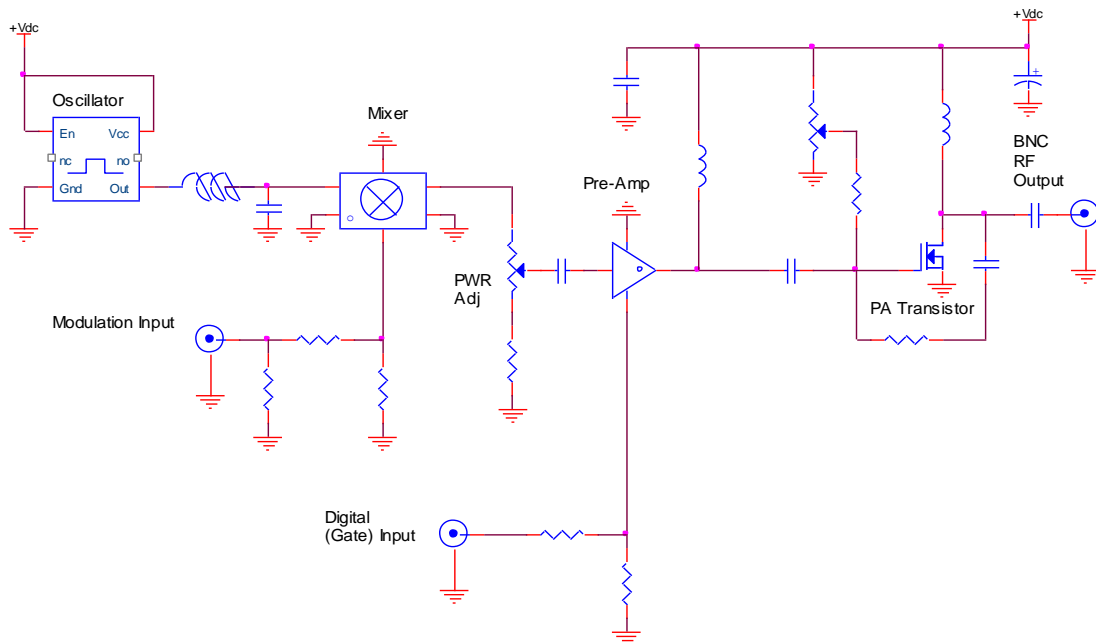 +Vdc
+Vdc
Oscillator
En Vcc
nc no
Gnd Out
Mixer
BNC
RF
Output
Pre-Amp
PWR
Adj
PA Transistor
Modulation Input
Digital
(Gate) Input